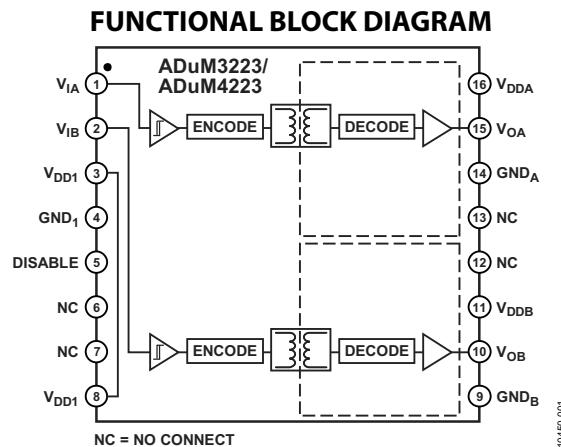 FUNCTIONAL BLOCK DIAGRAM
ADuM3223/
ADuM4223
VIA 1
VIB 2
VDD1 3
GND1 4
DISABLE 5
NC 6
NC 7
VDD1 8
ENCODE
DECODE
ENCODE
DECODE
16 VDDA
15 VOA
14 GNDA
13 NC
12 NC
11 VDDB
10 VOB
9 GNDB
NC = NO CONNECT
10450-001